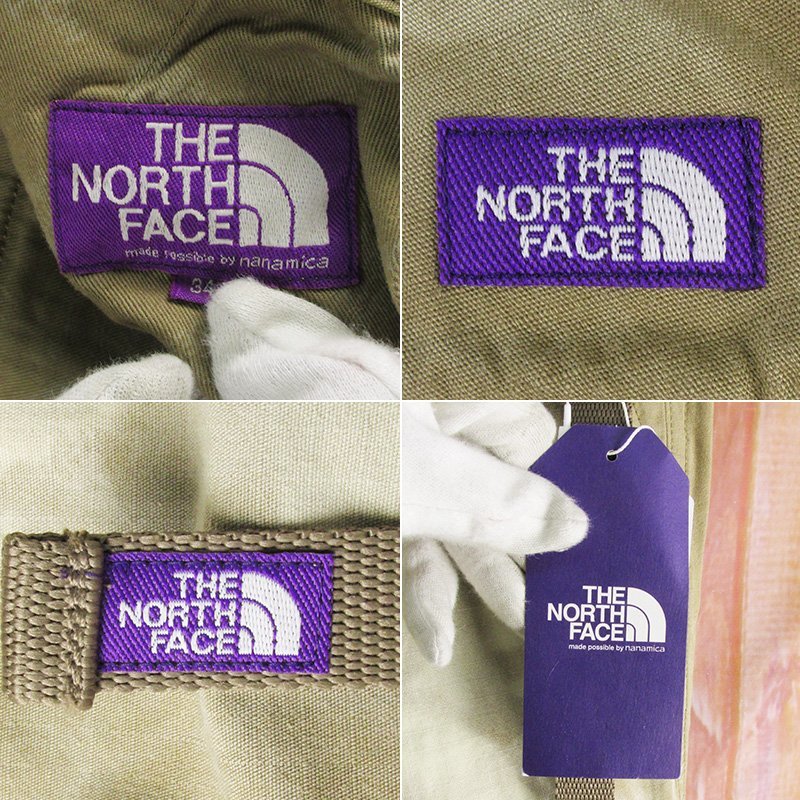 THE
NORTH
FACE
made possible by nanamica
34
THE
NORTH
FACE
THE
NORTH
FACE
THE
NORTH
FACE
made possible by nanamica